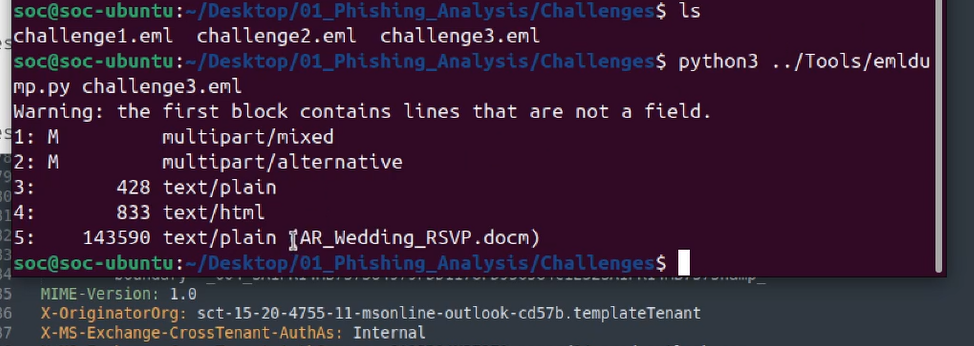 soc@soc-ubuntu:~/Desktop/01_Phishing_Analysis/Challenges$ ls
challenge1.eml  challenge2.eml  challenge3.eml
soc@soc-ubuntu:~/Desktop/01_Phishing_Analysis/Challenges$ python3 ../Tools/emldu
mp.py challenge3.eml
Warning: the first block contains lines that are not a field.
1: M         multipart/mixed
2: M         multipart/alternative
3:       428 text/plain
4:       833 text/html
5:    143590 text/plain (AR_Wedding_RSVP.docm)
soc@soc-ubuntu:~/Desktop/01_Phishing_Analysis/Challenges$
35 MIME-Version: 1.0
36 X-OriginatorOrg: sct-15-20-4755-11-msonline-outlook-cd57b.templateTenant
37 X-MS-Exchange-CrossTenant-AuthAs: Internal